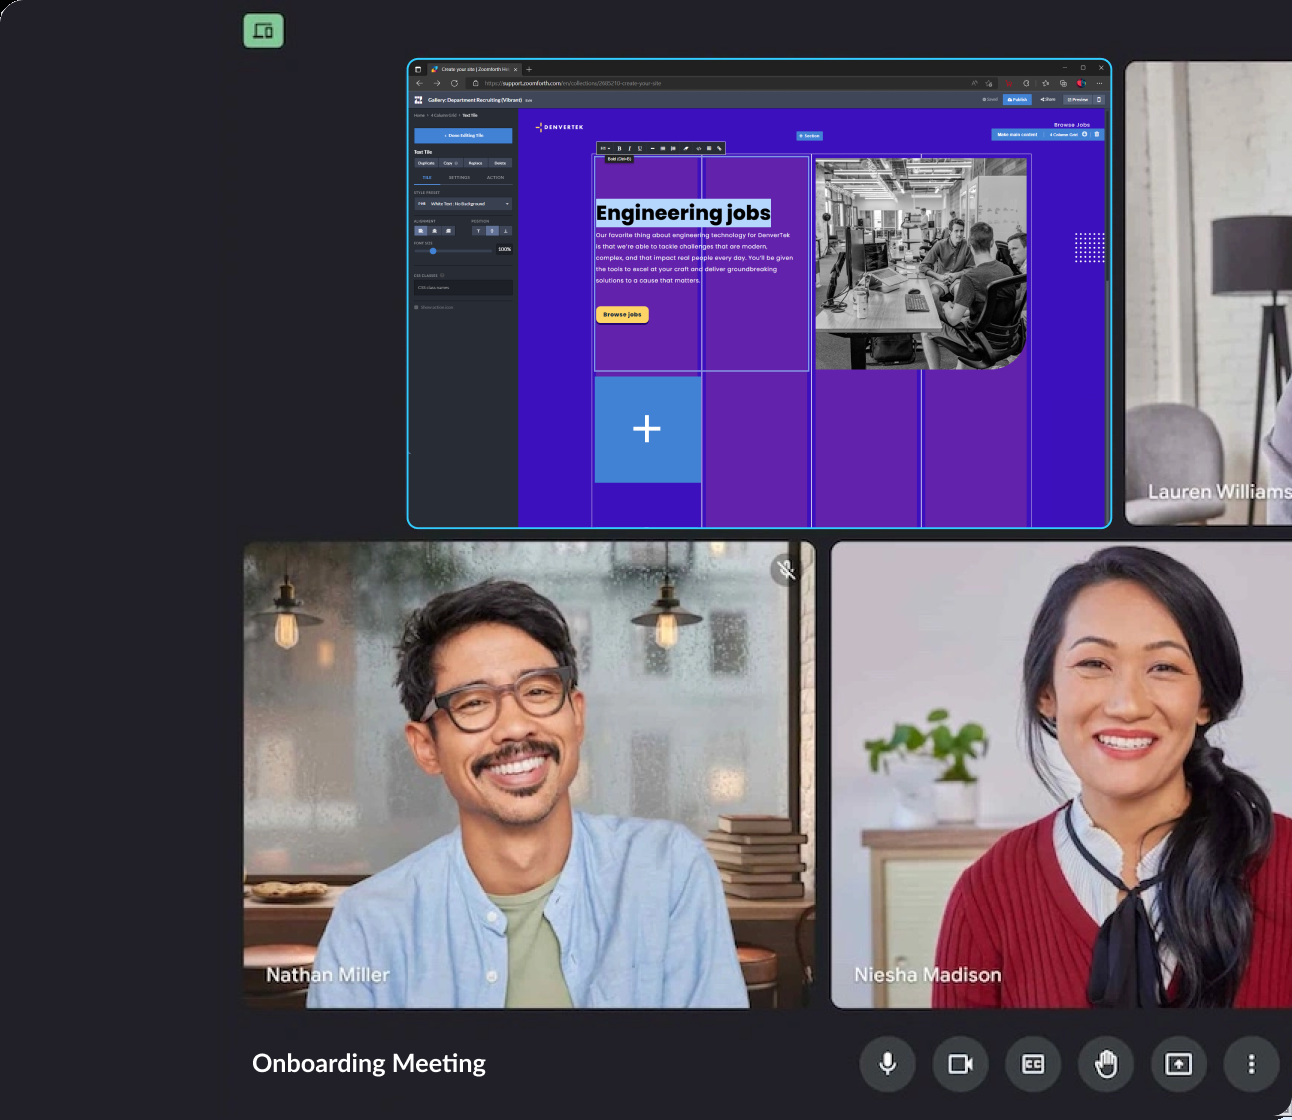 Create your site | Zoomforth He
https://support.zoomforth.com/en/collections/2685210-create-your-site
Gallery: Department Recruiting (Vibrant) Edit
Saved
Publish
Share
Preview
Home > 4 Column Grid > Text Tile
Done Editing Tile
Text Tile
Duplicate
Copy
Replace
Delete
TILE
SETTINGS
ACTION
STYLE PRESET
White Text: No Background
ALIGNMENT
POSITION
FONT SIZE
100%
CSS CLASSES
CSS class names
DENVERTEK
Browse Jobs
+ Section
Make main content
4 Column Grid
B I U
Bold (Ctrl+B)
Engineering jobs
Our favorite thing about engineering technology for DenverTek
is that we're able to tackle challenges that are modern,
complex, and that impact real people every day. You'll be given
the tools to excel at your craft and deliver groundbreaking
solutions to a cause that matters.
Browse jobs
Lauren Williams
Nathan Miller
Niesha Madison
Onboarding Meeting
CC